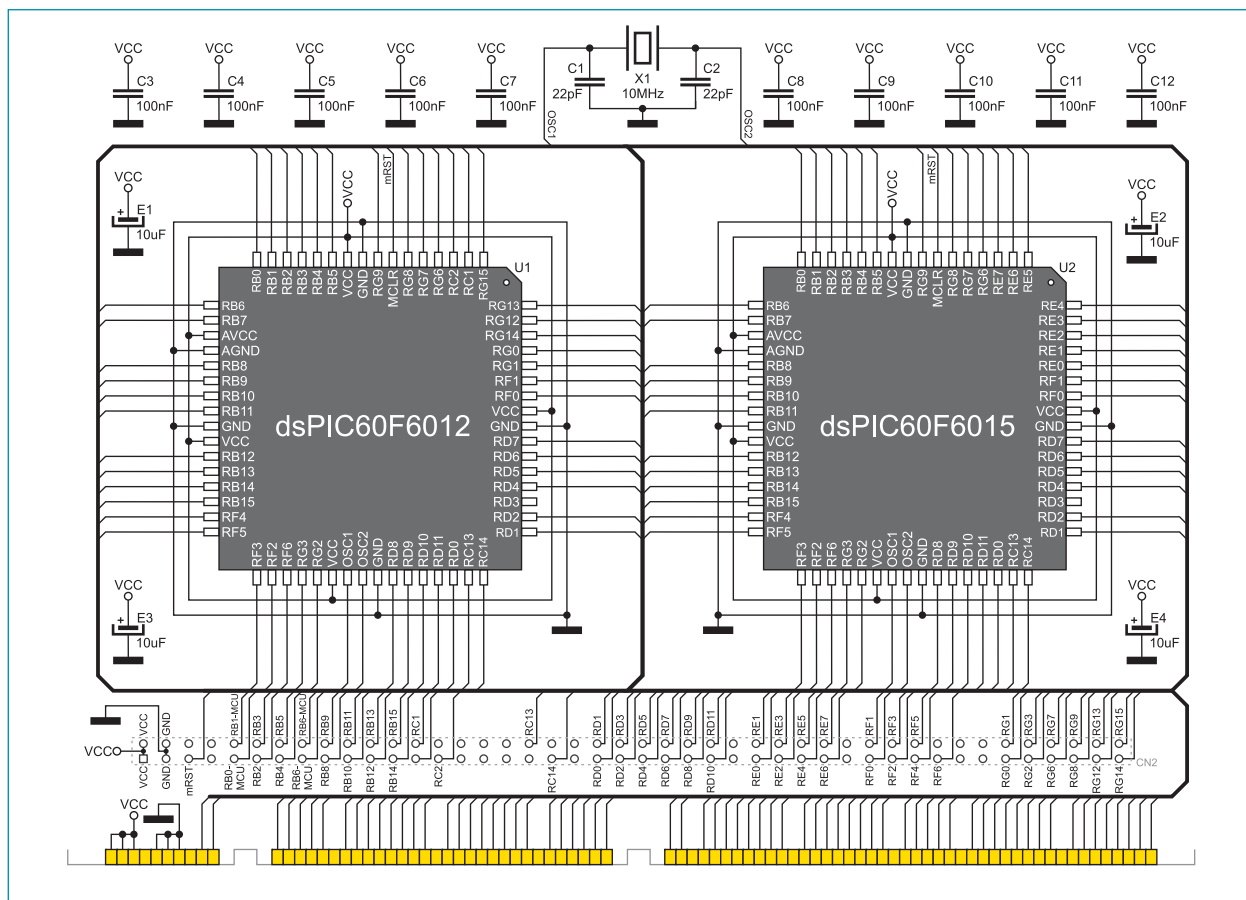 VCC VCC VCC VCC VCC VCC VCC VCC VCC VCC
C3 C4 C5 C6 C7 C1 C2 C8 C9 C10 C11 C12
100nF 100nF 100nF 100nF 100nF 22pF X1 22pF 100nF 100nF 100nF 100nF 100nF
10MHz
OSC1 OSC2
VCC
E1
10uF
VCC
E2
10uF
mRST
VCC
U1
RB0 RB1 RB2 RB3 RB4 RB5 VCC GND RG9 MCLR RG8 RG7 RG6 RC2 RC1 RG15
RB6
RB7
AVCC
AGND
RB8
RB9
RB10
RB11
GND
VCC
RB12
RB13
RB14
RB15
RF4
RF5
dsPIC60F6012
RG13
RG12
RG14
RG0
RG1
RF1
RF0
VCC
GND
RD7
RD6
RD5
RD4
RD3
RD2
RD1
RF3 RF2 RF6 RG3 RG2 VCC OSC1 OSC2 GND RD8 RD9 RD10 RD11 RD0 RC13 RC14
mRST
VCC
U2
RB0 RB1 RB2 RB3 RB4 RB5 VCC GND RG9 MCLR RG8 RG7 RG6 RE7 RE6 RE5
RB6
RB7
AVCC
AGND
RB8
RB9
RB10
RB11
GND
VCC
RB12
RB13
RB14
RB15
RF4
RF5
dsPIC60F6015
RE4
RE3
RE2
RE1
RE0
RF1
RF0
VCC
GND
RD7
RD6
RD5
RD4
RD3
RD2
RD1
RF3 RF2 RF6 RG3 RG2 VCC OSC1 OSC2 GND RD8 RD9 RD10 RD11 RD0 RC13 RC14
VCC
E3
10uF
VCC
E4
10uF
VCC GND RB1-MCU RB3 RB5 RB6-MCU RB9 RB11 RB13 RB15 RC1 RC13 RD1 RD3 RD5 RD7 RD9 RD11 RE1 RE3 RE5 RE7 RF1 RF3 RF5 RG1 RG3 RG7 RG9 RG13 RG15
VCC
CN2
VCC GND mRST RB0-MCU RB2 RB4 RB6-MCU RB8 RB10 RB12 RB14 RC2 RC14 RD0 RD2 RD4 RD6 RD8 RD10 RE0 RE2 RE4 RE6 RF0 RF2 RF4 RF6 RG0 RG2 RG6 RG8 RG12 RG14
VCC